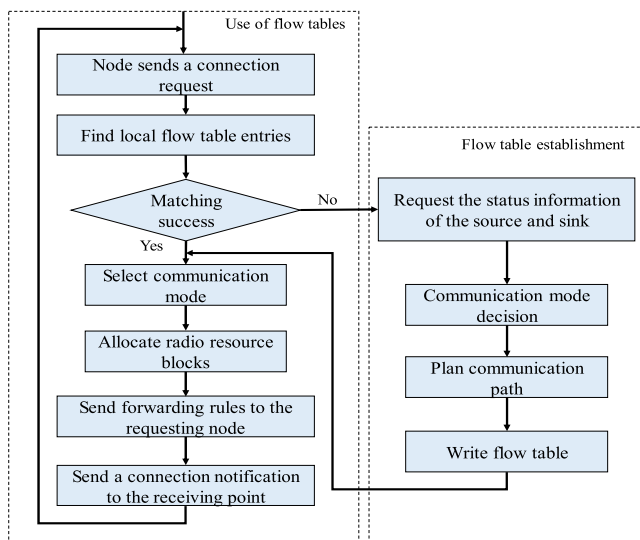 Use of flow tables
Node sends a connection
request
Find local flow table entries
Flow table establishment
Matching
success
No
Yes
Request the status information
of the source and sink
Select communication
mode
Communication mode
decision
Allocate radio resource
blocks
Plan communication
path
Send forwarding rules to the
requesting node
Write flow table
Send a connection notification
to the receiving point